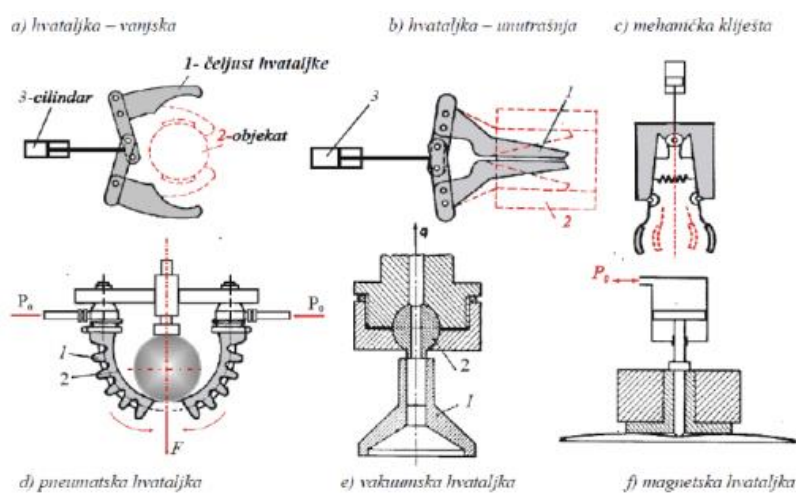 a) hvataljka – vanjska
b) hvataljka – unutrašnja
c) mehanička kliješta
1- čeljust hvataljke
3-cilindar
2-objekat
3
1
2
q
P₀
P₀
1
2
F
2
1
P₀
d) pneumatska hvataljka
e) vakuumska hvataljka
f) magnetska hvataljka